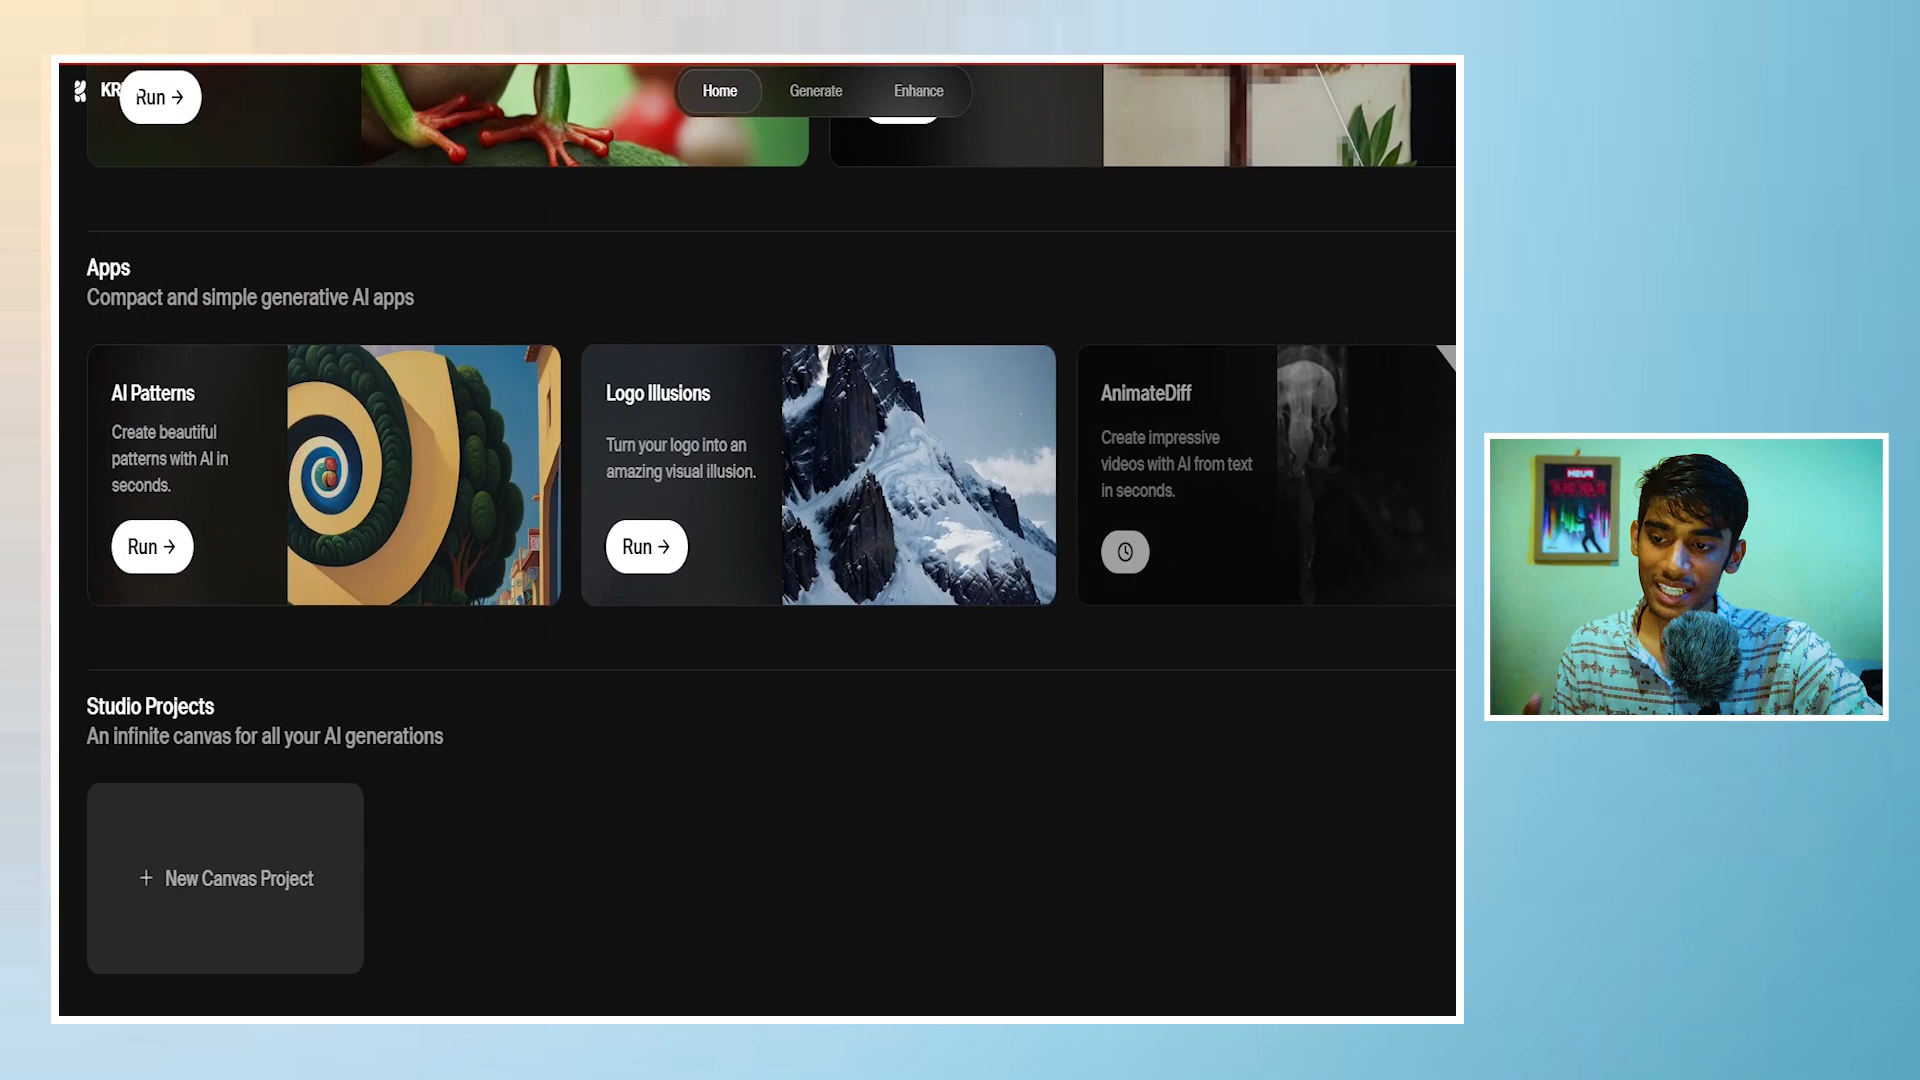 KR
Run →
Home
Generate
Enhance
Apps
Compact and simple generative AI apps
AI Patterns
Create beautiful
patterns with AI in
seconds.
Run →
Logo Illusions
Turn your logo into an
amazing visual illusion.
Run →
AnimateDiff
Create impressive
videos with AI from text
in seconds.
Studio Projects
An infinite canvas for all your AI generations
+ New Canvas Project
PUSH